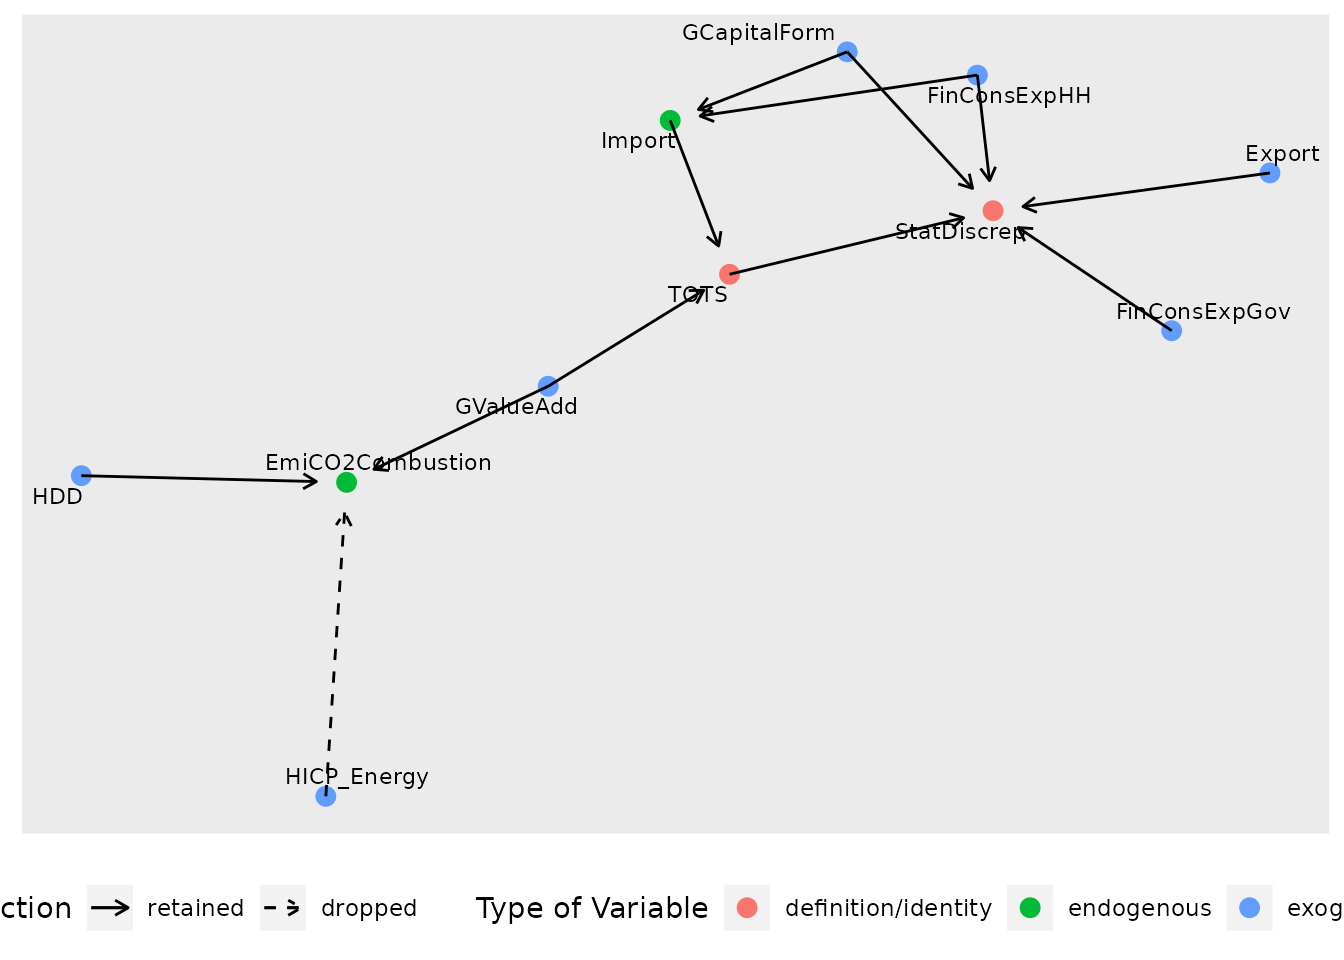 GCapitalForm
FinConsExpHH
Import
Export
StatDiscrep
TOTS
FinConsExpGov
GValueAdd
EmiCO2Combustion
HDD
HICP_Energy
ction retained dropped Type of Variable definition/identity endogenous exog